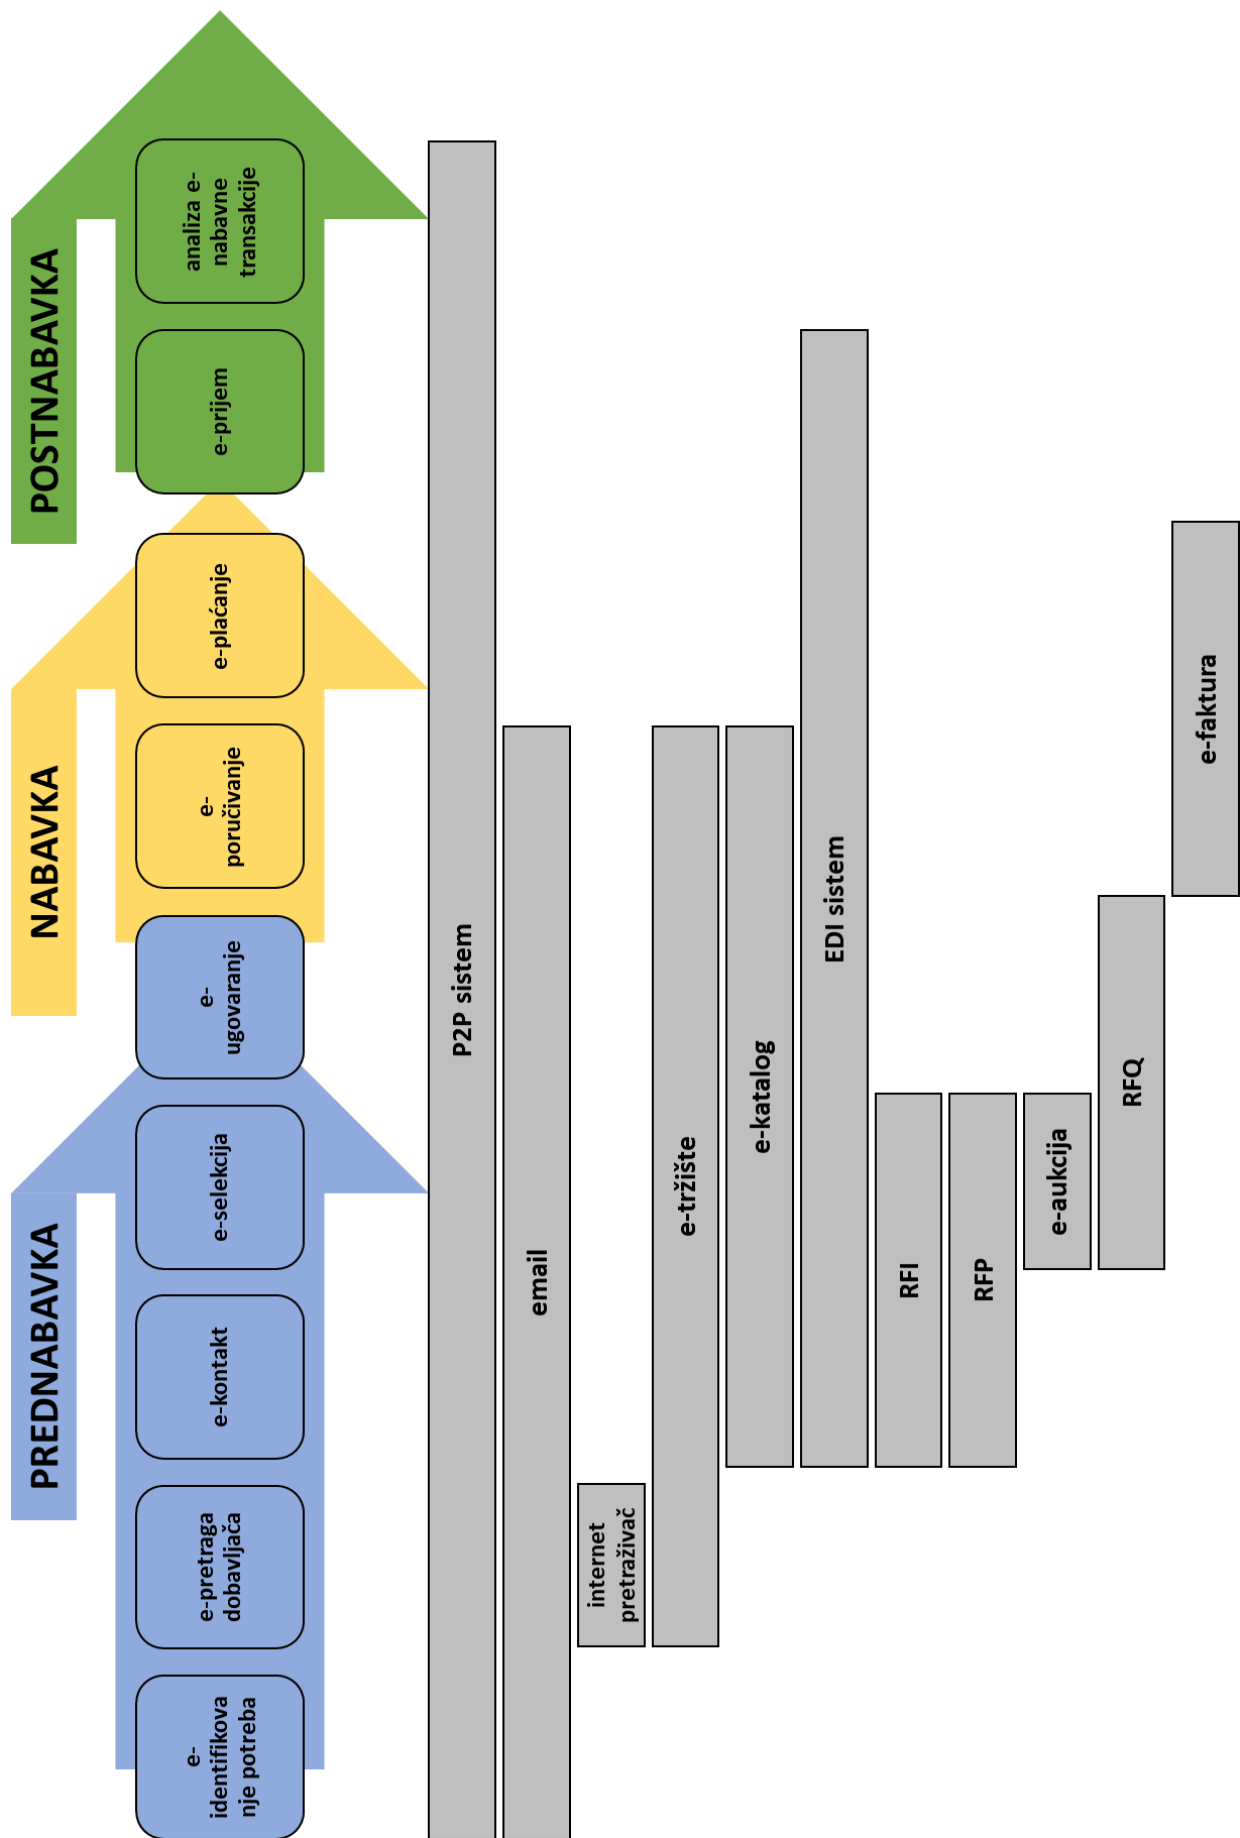 PREDNABAVKA
NABAVKA
POSTNABAVKA
e-
identifikova
nje potreba
e-pretraga
dobavljača
e-kontakt
e-selekcija
e-
ugovaranje
e-
poručivanje
e-plaćanje
e-prijem
analiza e-
nabavne
transakcije
P2P sistem
email
internet
pretraživač
e-tržište
e-katalog
EDI sistem
RFI
RFP
e-aukcija
RFQ
e-faktura